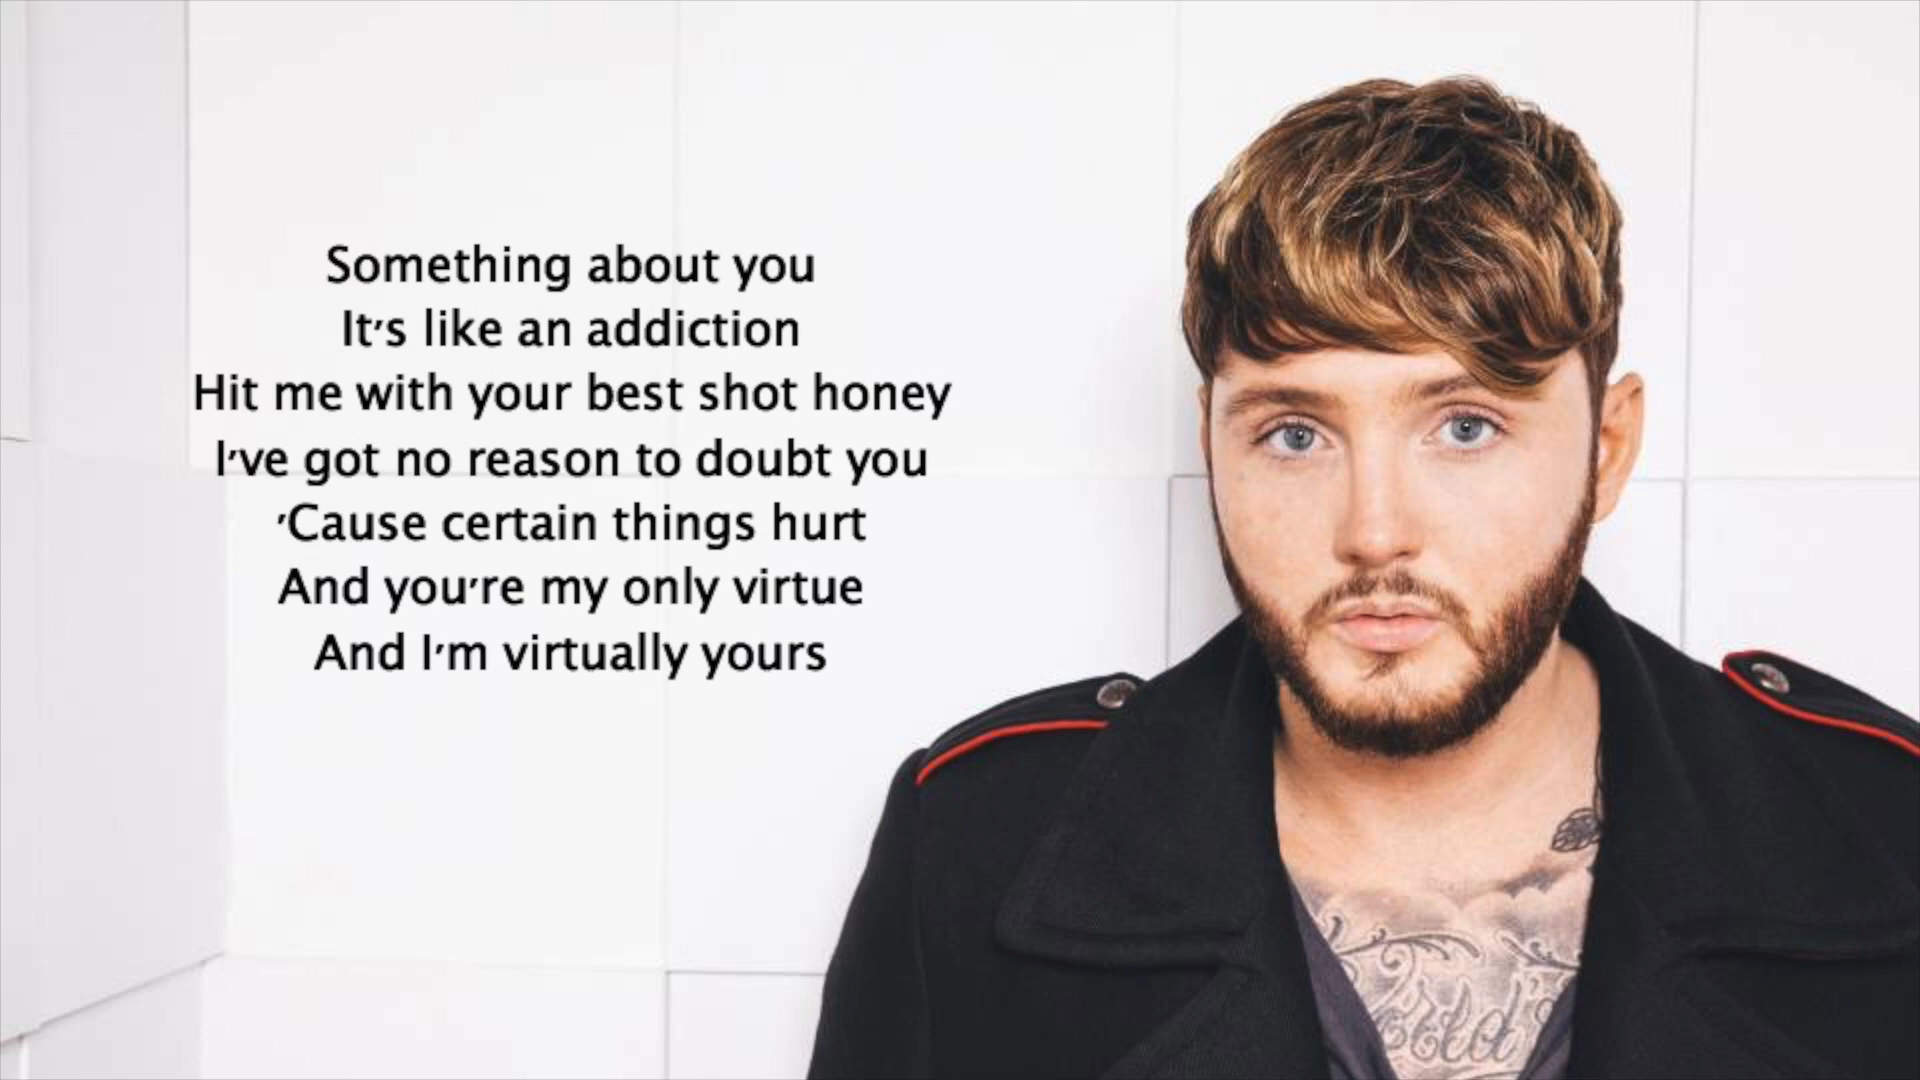 Something about you
It's like an addiction
Hit me with your best shot honey
I've got no reason to doubt you
'Cause certain things hurt
And you're my only virtue
And I'm virtually yours